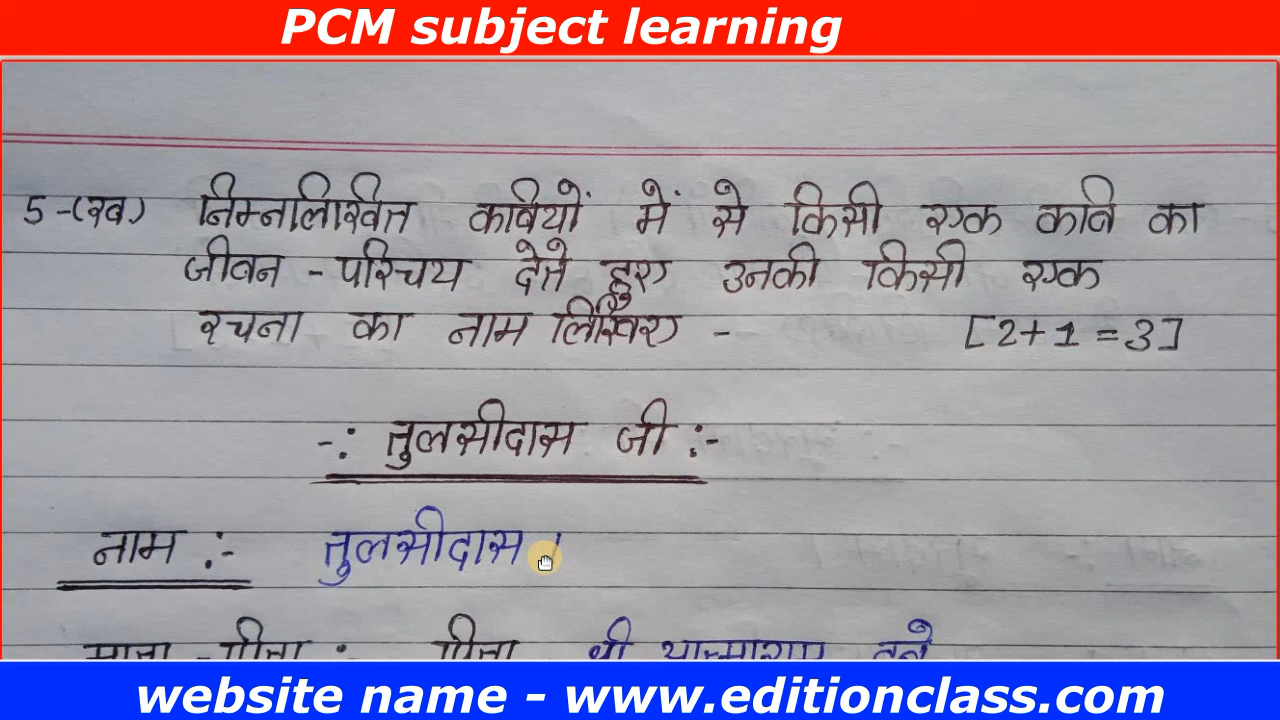 PCM subject learning
5-(ख) निम्नलिखित कवियों में से किसी एक कवि का
जीवन-परिचय देते हुए उनकी किसी एक
रचना का नाम लिखिए - [2+1=3]
-: तुलसीदास जी :-
नाम :- तुलसीदास।
website name - www.editionclass.com